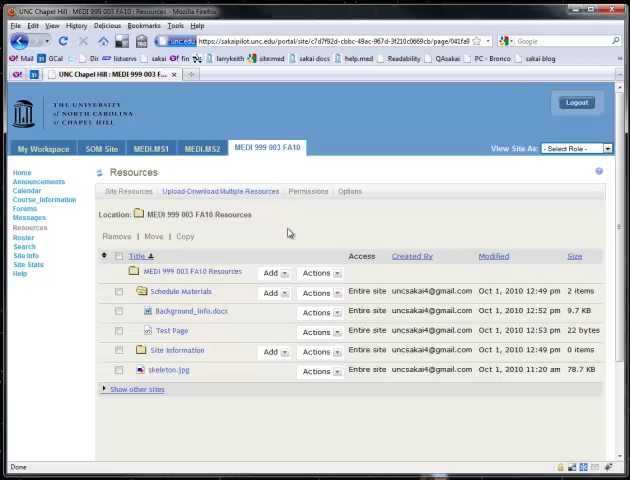 UNC Chapel Hill : MEDI 999 003 FA10 : Resources - Mozilla Firefox
File Edit View History Delicious Bookmarks Tools Help
unc.edu https://sakaipilot.unc.edu/portal/site/c7d7f92d-cbbc-49ac-967d-3f210c0669cb/page/041fa9
Google
Mail GCal Dir listservs sakai fin larrykeith site:med sakai docs help.med Readability QAsakai PC - Bronco sakai blog
UNC Chapel Hill : MEDI 999 003 F...
THE UNIVERSITY
of NORTH CAROLINA
at CHAPEL HILL
Logout
My Workspace SOM Site MEDI.MS1 MEDI.MS2 MEDI 999 003 FA10
View Site As: - Select Role -
Home
Announcements
Calendar
Course_Information
Forums
Messages
Resources
Roster
Search
Site Info
Site Stats
Help
Resources
Site Resources Upload-Download Multiple Resources Permissions Options
Location: MEDI 999 003 FA10 Resources
Remove Move Copy
Title Access Created By Modified Size
MEDI 999 003 FA10 Resources Add Actions
Schedule Materials Add Actions Entire site uncsakai4@gmail.com Oct 1, 2010 12:49 pm 2 items
Background_info.docx Actions Entire site uncsakai4@gmail.com Oct 1, 2010 12:52 pm 9.7 KB
Test Page Actions Entire site uncsakai4@gmail.com Oct 1, 2010 12:53 pm 22 bytes
Site Information Add Actions Entire site uncsakai4@gmail.com Oct 1, 2010 12:49 pm 0 items
skeleton.jpg Actions Entire site uncsakai4@gmail.com Oct 1, 2010 11:20 am 78.7 KB
Show other sites
Done